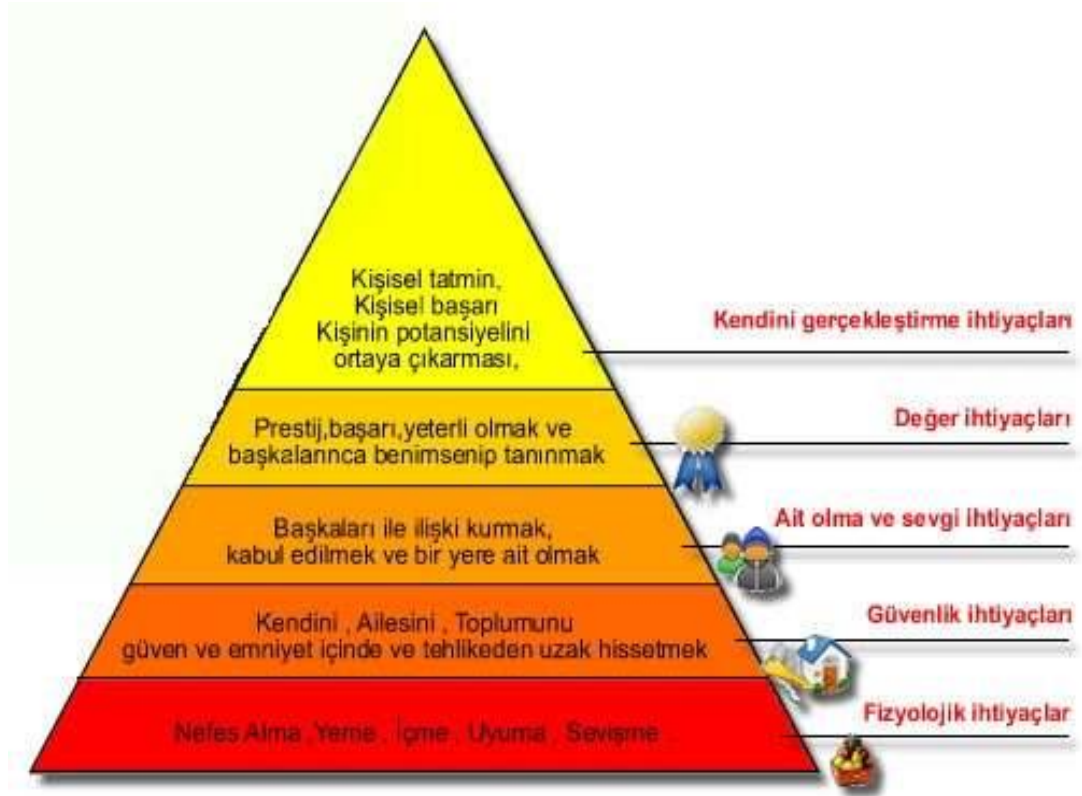 Kişisel tatmin,
Kişisel başarı
Kişinin potansiyelini
ortaya çıkarması,
Kendini gerçekleştirme ihtiyaçları
Prestij,başarı,yeterli olmak ve
başkalarınca benimsenip tanınmak
Değer ihtiyaçları
Başkaları ile ilişki kurmak,
kabul edilmek ve bir yere ait olmak
Ait olma ve sevgi ihtiyaçları
Kendini , Ailesini , Toplumunu
güven ve emniyet içinde ve tehlikeden uzak hissetmek
Güvenlik ihtiyaçları
Nefes Alma , Yeme , İçme , Uyuma , Sevişme
Fizyolojik ihtiyaçlar